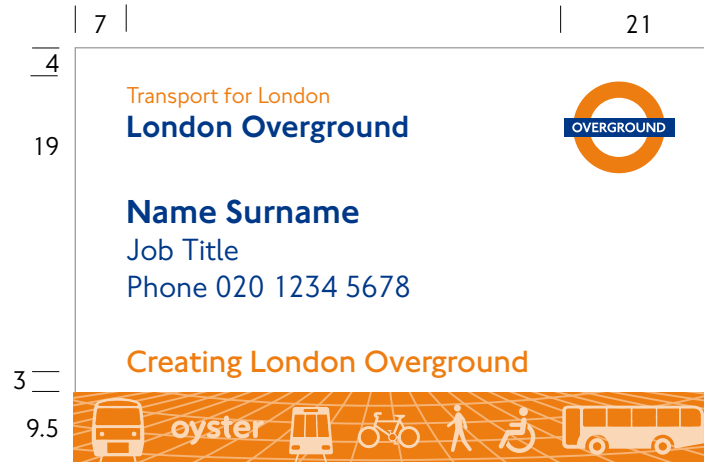 7
21
4
Transport for London
London Overground
OVERGROUND
19
Name Surname
Job Title
Phone 020 1234 5678
Creating London Overground
3
9.5
oyster